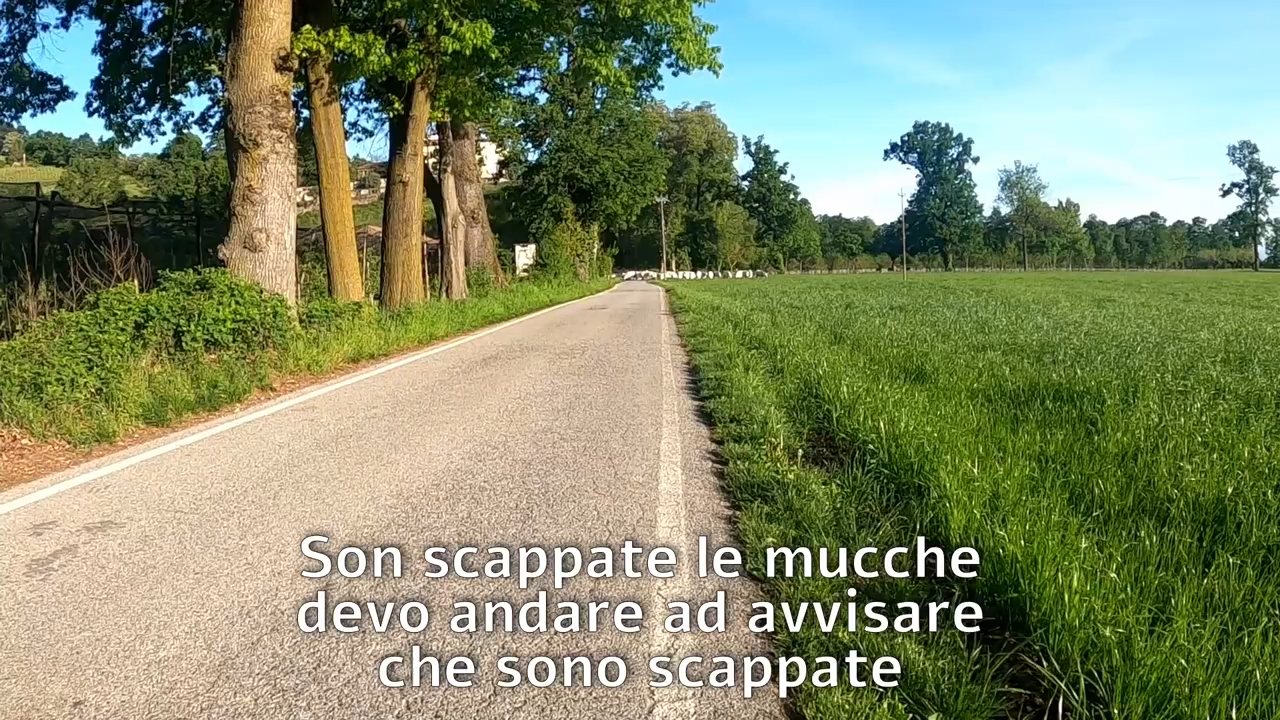 Son scappate le mucche
devo andare ad avvisare
che sono scappate